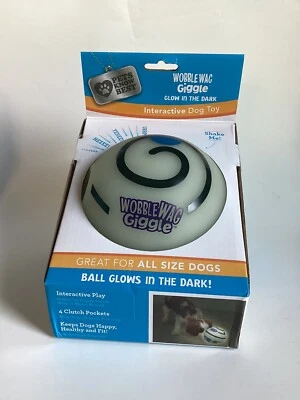 PETS KNOW BEST
WOBBLE WAG
Giggle
GLOW IN THE DARK
Interactive Dog Toy
Shake
Me!
WOBBLE WAG
Giggle
GREAT FOR ALL SIZE DOGS
BALL GLOWS IN THE DARK!
Interactive Play
4 Clutch Pockets
Keeps Dogs Happy,
Healthy and Fit!